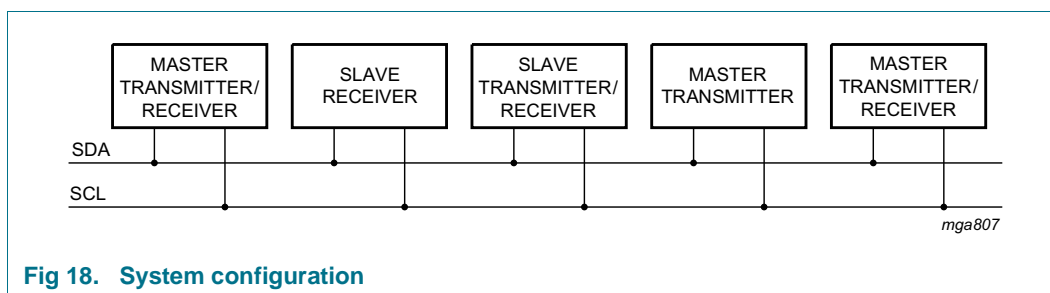 MASTER
TRANSMITTER/
RECEIVER
SLAVE
RECEIVER
SLAVE
TRANSMITTER/
RECEIVER
MASTER
TRANSMITTER
MASTER
TRANSMITTER/
RECEIVER
SDA
SCL
mga807
Fig 18. System configuration